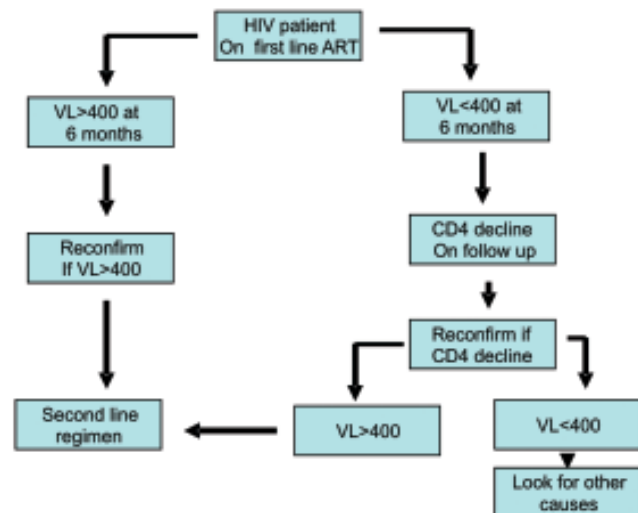 HIV patient
On first line ART
VL>400 at
6 months
VL<400 at
6 months
Reconfirm
If VL>400
CD4 decline
On follow up
Reconfirm if
CD4 decline
Second line
regimen
VL>400
VL<400
Look for other
causes